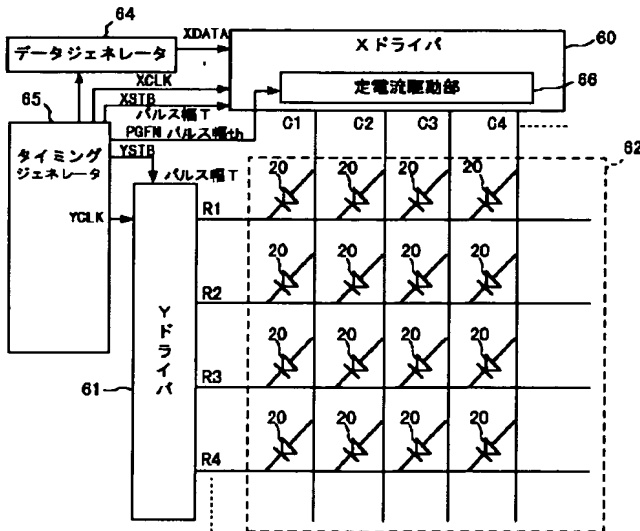 64
データジェネレータ
XDATA
Xドライバ
60
定電流駆動部
66
XCLK
XSTB
パルス幅T
65
PGFN パルス幅th
YSTB
パルス幅T
タイミング
ジェネレータ
YCLK
C1 C2 C3 C4
62
20 20 20 20
R1
20 20 20 20
R2
Yドライバ
61
20 20 20 20
R3
20 20 20 20
R4